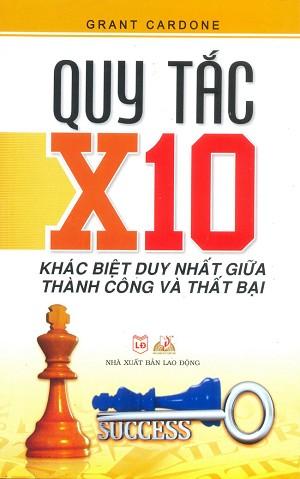 GRANT CARDONE
QUY TẮC
X10
KHÁC BIỆT DUY NHẤT GIỮA
THÀNH CÔNG VÀ THẤT BẠI
LĐ
NHÀ XUẤT BẢN LAO ĐỘNG
SUCCESS